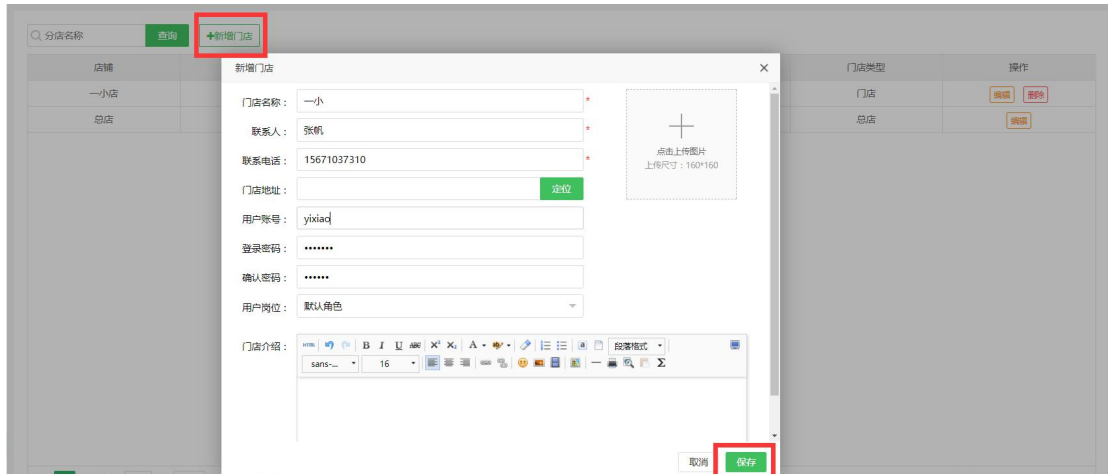 分店名称 查询 +新增门店
店铺 门店类型 操作
一小店 门店 编辑 删除
总店 总店 编辑
新增门店 ×
门店名称： 一小 *
联系人： 张帆 *
联系电话： 15671037310 *
点击上传图片
上传尺寸：160*160
门店地址： 定位
用户账号： yixiao
登录密码： •••••••
确认密码： ••••••
用户岗位： 默认角色
门店介绍： HTML B I U ABC X² X₂ A ab 段落格式
sans-... 16 Σ
取消 保存